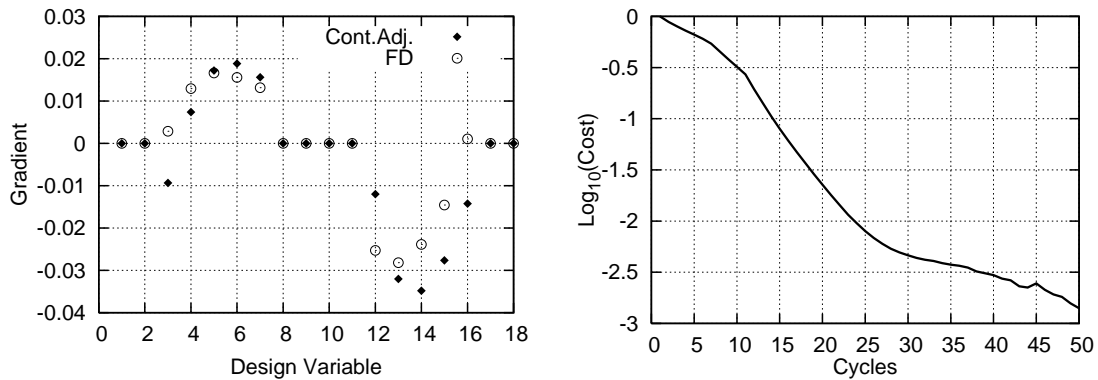 0.03
0.02
0.01
0
-0.01
-0.02
-0.03
-0.04
0 2 4 6 8 10 12 14 16 18
Gradient
Design Variable
Cont.Adj.
FD
0
-0.5
-1
-1.5
-2
-2.5
-3
0 5 10 15 20 25 30 35 40 45 50
Log10(Cost)
Cycles